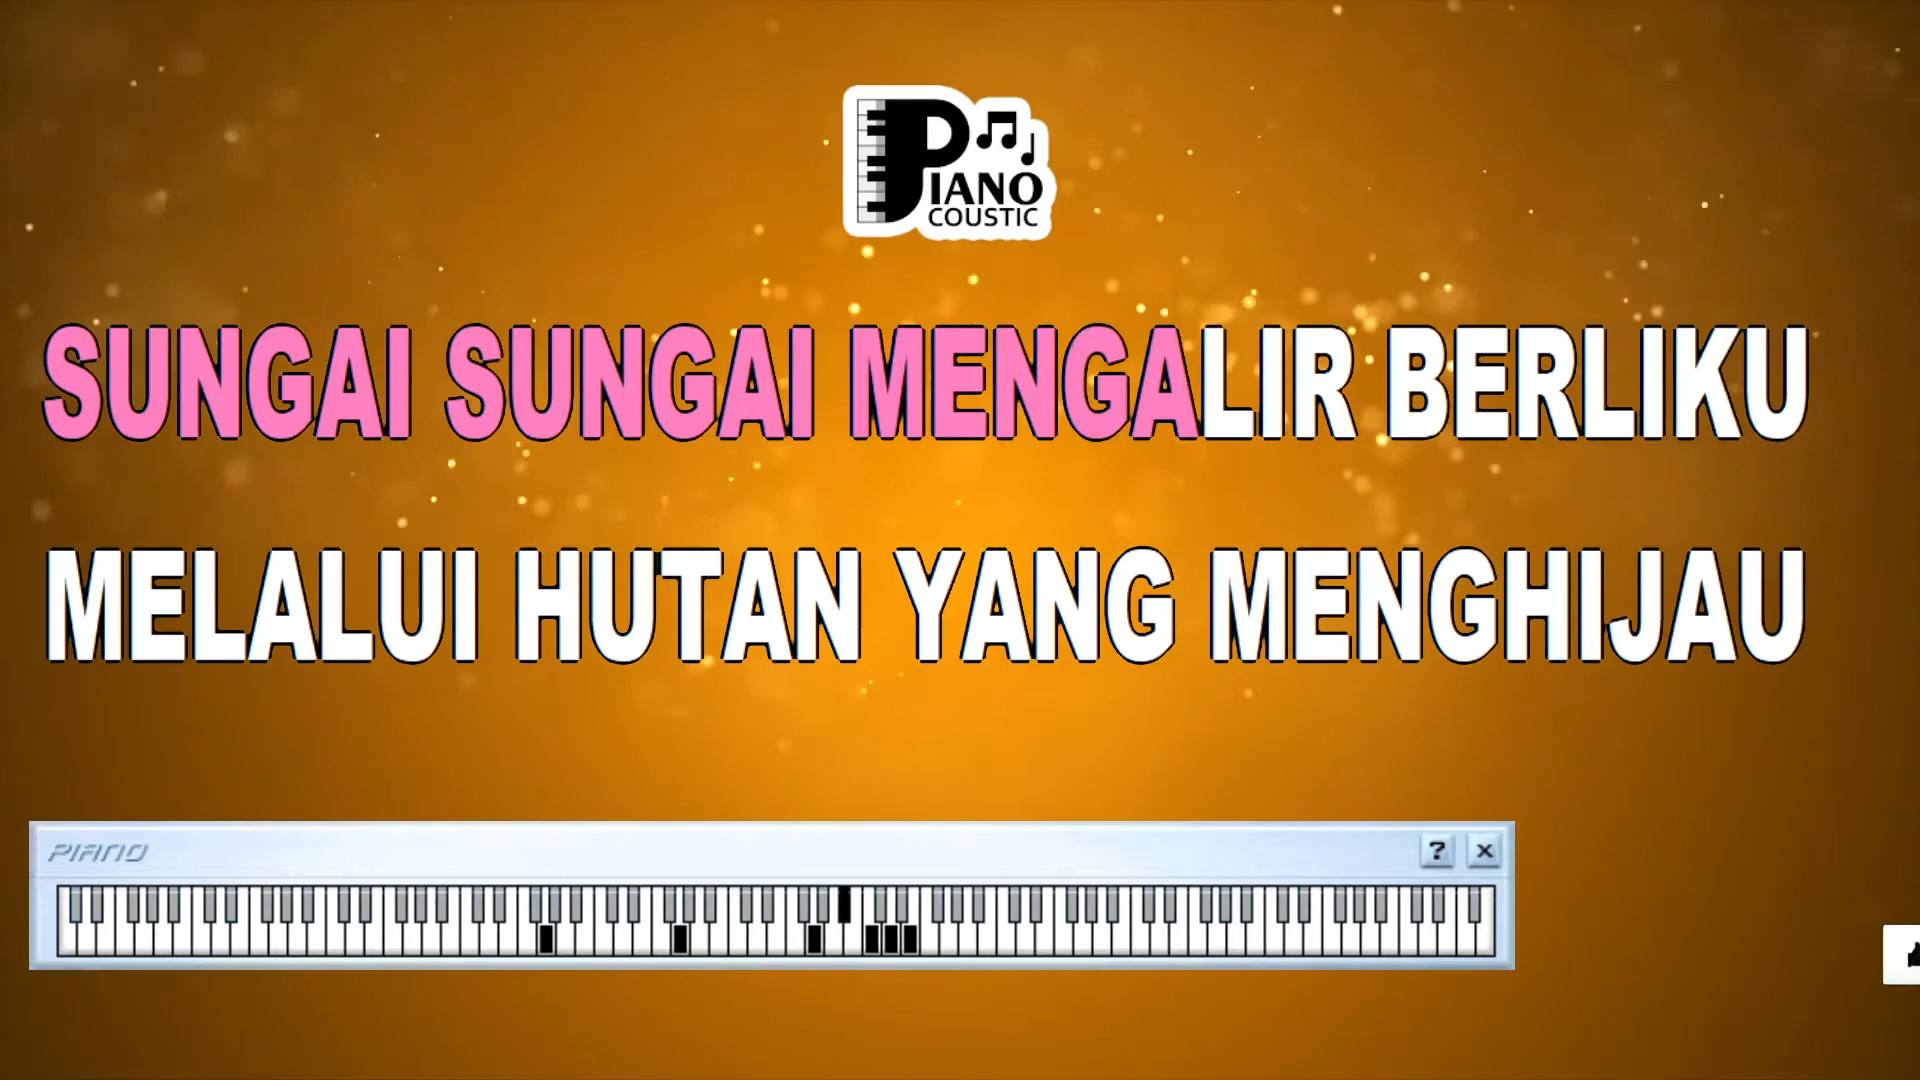 PIANO
COUSTIC
SUNGAI SUNGAI MENGALIR BERLIKU
MELALUI HUTAN YANG MENGHIJAU
PIANO ? X